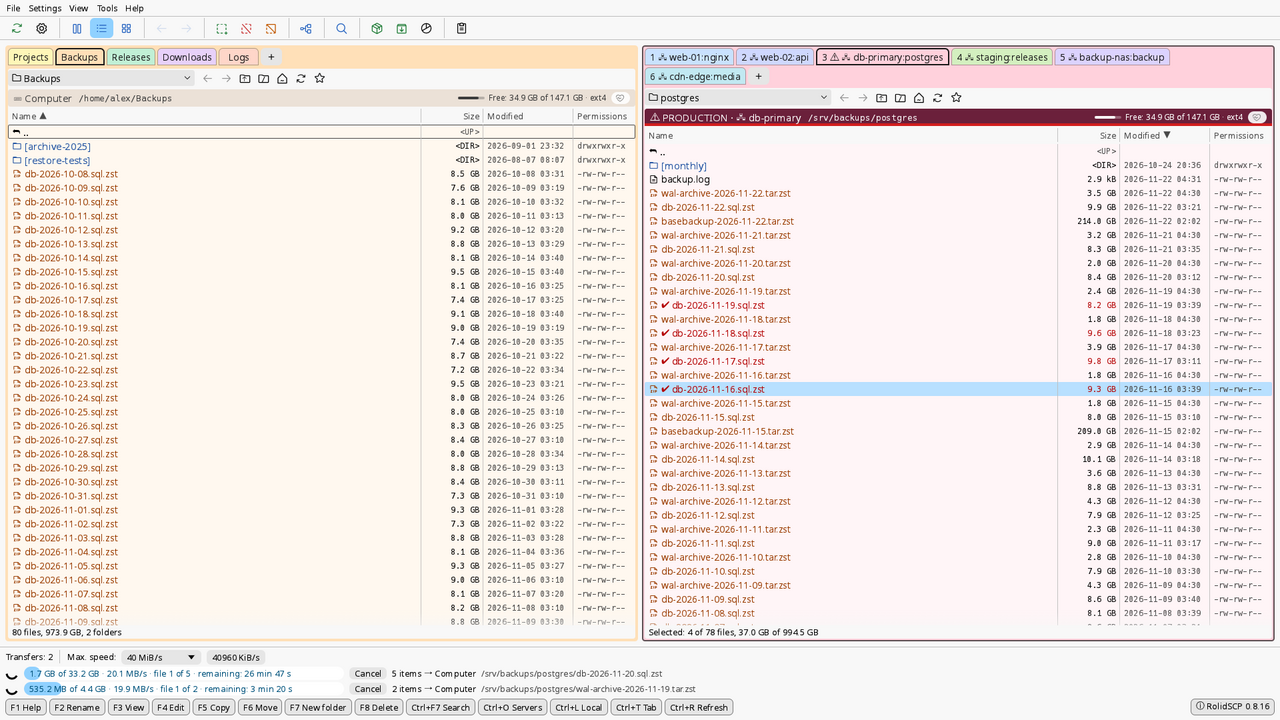 File Settings View Tools Help
Projects Backups Releases Downloads Logs +
Backups
Computer /home/alex/Backups Free: 34.9 GB of 147.1 GB · ext4
Name ▲ Size Modified Permissions
.. <UP>
[archive-2025] <DIR> 2026-09-01 23:32 drwxrwxr-x
[restore-tests] <DIR> 2026-08-07 08:07 drwxrwxr-x
db-2026-10-08.sql.zst 8.5 GB 2026-10-08 03:31 -rw-rw-r--
db-2026-10-09.sql.zst 7.6 GB 2026-10-09 03:19 -rw-rw-r--
db-2026-10-10.sql.zst 8.1 GB 2026-10-10 03:32 -rw-rw-r--
db-2026-10-11.sql.zst 8.0 GB 2026-10-11 03:13 -rw-rw-r--
db-2026-10-12.sql.zst 9.2 GB 2026-10-12 03:20 -rw-rw-r--
db-2026-10-13.sql.zst 8.8 GB 2026-10-13 03:29 -rw-rw-r--
db-2026-10-14.sql.zst 8.1 GB 2026-10-14 03:40 -rw-rw-r--
db-2026-10-15.sql.zst 9.5 GB 2026-10-15 03:40 -rw-rw-r--
db-2026-10-16.sql.zst 8.1 GB 2026-10-16 03:25 -rw-rw-r--
db-2026-10-17.sql.zst 7.4 GB 2026-10-17 03:25 -rw-rw-r--
db-2026-10-18.sql.zst 9.1 GB 2026-10-18 03:40 -rw-rw-r--
db-2026-10-19.sql.zst 9.0 GB 2026-10-19 03:19 -rw-rw-r--
db-2026-10-20.sql.zst 7.4 GB 2026-10-20 03:35 -rw-rw-r--
db-2026-10-21.sql.zst 8.7 GB 2026-10-21 03:22 -rw-rw-r--
db-2026-10-22.sql.zst 7.2 GB 2026-10-22 03:34 -rw-rw-r--
db-2026-10-23.sql.zst 9.5 GB 2026-10-23 03:21 -rw-rw-r--
db-2026-10-24.sql.zst 8.0 GB 2026-10-24 03:26 -rw-rw-r--
db-2026-10-25.sql.zst 8.0 GB 2026-10-25 03:10 -rw-rw-r--
db-2026-10-26.sql.zst 8.3 GB 2026-10-26 03:25 -rw-rw-r--
db-2026-10-27.sql.zst 8.4 GB 2026-10-27 03:10 -rw-rw-r--
db-2026-10-28.sql.zst 8.0 GB 2026-10-28 03:34 -rw-rw-r--
db-2026-10-29.sql.zst 8.8 GB 2026-10-29 03:13 -rw-rw-r--
db-2026-10-30.sql.zst 8.4 GB 2026-10-30 03:11 -rw-rw-r--
db-2026-10-31.sql.zst 7.3 GB 2026-10-31 03:10 -rw-rw-r--
db-2026-11-01.sql.zst 9.3 GB 2026-11-01 03:28 -rw-rw-r--
db-2026-11-02.sql.zst 7.3 GB 2026-11-02 03:22 -rw-rw-r--
db-2026-11-03.sql.zst 8.8 GB 2026-11-03 03:28 -rw-rw-r--
db-2026-11-04.sql.zst 8.1 GB 2026-11-04 03:36 -rw-rw-r--
db-2026-11-05.sql.zst 9.3 GB 2026-11-05 03:27 -rw-rw-r--
db-2026-11-06.sql.zst 9.0 GB 2026-11-06 03:10 -rw-rw-r--
db-2026-11-07.sql.zst 8.1 GB 2026-11-07 03:20 -rw-rw-r--
db-2026-11-08.sql.zst 8.2 GB 2026-11-08 03:10 -rw-rw-r--
db-2026-11-09.sql.zst 8.8 GB 2026-11-09 03:30 -rw-rw-r--
80 files, 973.9 GB, 2 folders
1 web-01:nginx 2 web-02:api 3 db-primary:postgres 4 staging:releases 5 backup-nas:backup
6 cdn-edge:media +
postgres
PRODUCTION · db-primary /srv/backups/postgres Free: 34.9 GB of 147.1 GB · ext4
Name Size Modified ▼ Permissions
.. <UP>
[monthly] <DIR> 2026-10-24 20:36 drwxrwxr-x
backup.log 2.9 kB 2026-11-22 04:31 -rw-rw-r--
wal-archive-2026-11-22.tar.zst 3.5 GB 2026-11-22 04:30 -rw-rw-r--
db-2026-11-22.sql.zst 9.9 GB 2026-11-22 03:21 -rw-rw-r--
basebackup-2026-11-22.tar.zst 214.0 GB 2026-11-22 02:02 -rw-rw-r--
wal-archive-2026-11-21.tar.zst 3.2 GB 2026-11-21 04:30 -rw-rw-r--
db-2026-11-21.sql.zst 8.3 GB 2026-11-21 03:35 -rw-rw-r--
wal-archive-2026-11-20.tar.zst 2.0 GB 2026-11-20 04:30 -rw-rw-r--
db-2026-11-20.sql.zst 8.4 GB 2026-11-20 03:12 -rw-rw-r--
wal-archive-2026-11-19.tar.zst 2.4 GB 2026-11-19 04:30 -rw-rw-r--
✔ db-2026-11-19.sql.zst 8.2 GB 2026-11-19 03:39 -rw-rw-r--
wal-archive-2026-11-18.tar.zst 1.8 GB 2026-11-18 04:30 -rw-rw-r--
✔ db-2026-11-18.sql.zst 9.6 GB 2026-11-18 03:23 -rw-rw-r--
wal-archive-2026-11-17.tar.zst 3.9 GB 2026-11-17 04:30 -rw-rw-r--
✔ db-2026-11-17.sql.zst 9.8 GB 2026-11-17 03:11 -rw-rw-r--
wal-archive-2026-11-16.tar.zst 1.8 GB 2026-11-16 04:30 -rw-rw-r--
✔ db-2026-11-16.sql.zst 9.3 GB 2026-11-16 03:39 -rw-rw-r--
wal-archive-2026-11-15.tar.zst 1.8 GB 2026-11-15 04:30 -rw-rw-r--
db-2026-11-15.sql.zst 8.0 GB 2026-11-15 03:10 -rw-rw-r--
basebackup-2026-11-15.tar.zst 209.0 GB 2026-11-15 02:02 -rw-rw-r--
wal-archive-2026-11-14.tar.zst 2.9 GB 2026-11-14 04:30 -rw-rw-r--
db-2026-11-14.sql.zst 10.1 GB 2026-11-14 03:18 -rw-rw-r--
wal-archive-2026-11-13.tar.zst 3.6 GB 2026-11-13 04:30 -rw-rw-r--
db-2026-11-13.sql.zst 8.8 GB 2026-11-13 03:31 -rw-rw-r--
wal-archive-2026-11-12.tar.zst 4.3 GB 2026-11-12 04:30 -rw-rw-r--
db-2026-11-12.sql.zst 7.9 GB 2026-11-12 03:25 -rw-rw-r--
wal-archive-2026-11-11.tar.zst 2.3 GB 2026-11-11 04:30 -rw-rw-r--
db-2026-11-11.sql.zst 9.0 GB 2026-11-11 03:17 -rw-rw-r--
wal-archive-2026-11-10.tar.zst 2.8 GB 2026-11-10 04:30 -rw-rw-r--
db-2026-11-10.sql.zst 7.9 GB 2026-11-10 03:30 -rw-rw-r--
wal-archive-2026-11-09.tar.zst 4.3 GB 2026-11-09 04:30 -rw-rw-r--
db-2026-11-09.sql.zst 8.6 GB 2026-11-09 03:40 -rw-rw-r--
db-2026-11-08.sql.zst 8.1 GB 2026-11-08 03:39 -rw-rw-r--
Selected: 4 of 78 files, 37.0 GB of 994.5 GB
Transfers: 2 Max. speed: 40 MiB/s 40960 KiB/s
1.7 GB of 33.2 GB · 20.1 MB/s · file 1 of 5 · remaining: 26 min 47 s Cancel 5 items → Computer /srv/backups/postgres/db-2026-11-20.sql.zst
535.2 MB of 4.4 GB · 19.9 MB/s · file 1 of 2 · remaining: 3 min 20 s Cancel 2 items → Computer /srv/backups/postgres/wal-archive-2026-11-19.tar.zst
F1 Help F2 Rename F3 View F4 Edit F5 Copy F6 Move F7 New folder F8 Delete Ctrl+F7 Search Ctrl+O Servers Ctrl+L Local Ctrl+T Tab Ctrl+R Refresh RolidSCP 0.8.16